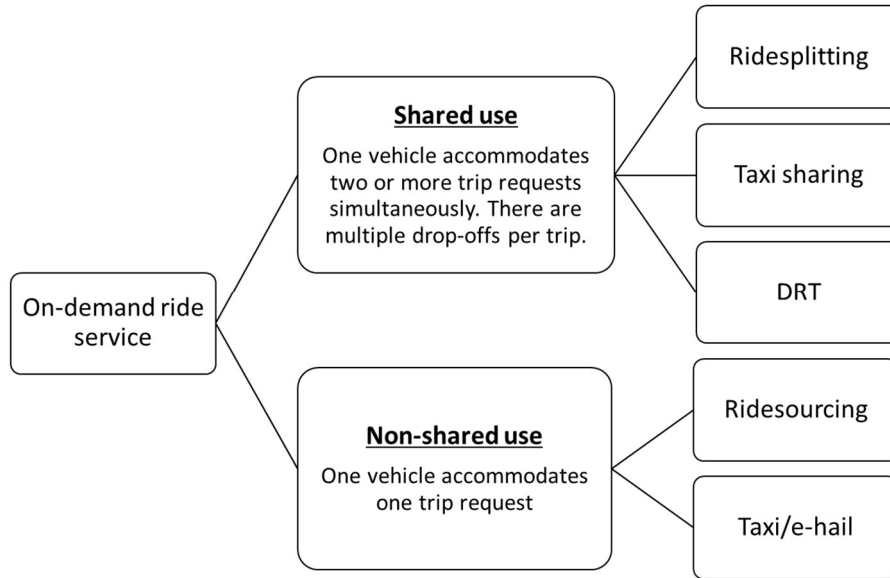 On-demand ride
service
Shared use
One vehicle accommodates
two or more trip requests
simultaneously. There are
multiple drop-offs per trip.
Non-shared use
One vehicle accommodates
one trip request
Ridesplitting
Taxi sharing
DRT
Ridesourcing
Taxi/e-hail